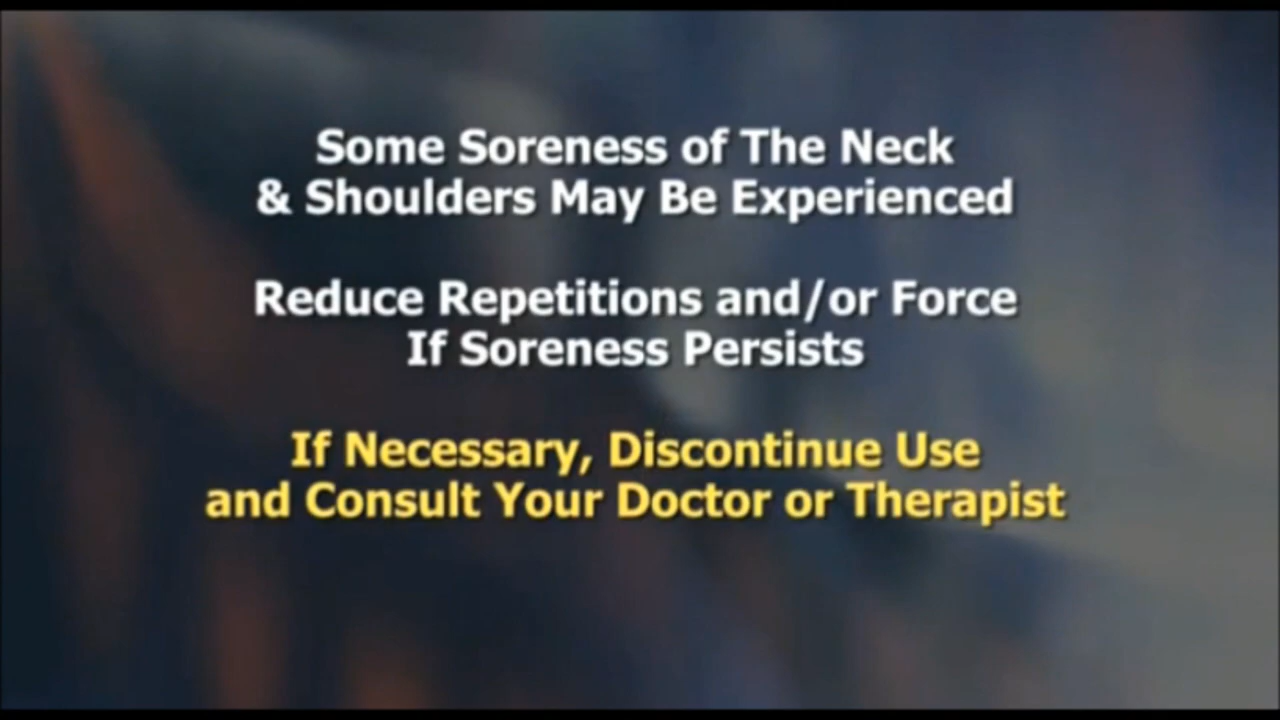 Some Soreness of The Neck
& Shoulders May Be Experienced
Reduce Repetitions and/or Force
If Soreness Persists
If Necessary, Discontinue Use
and Consult Your Doctor or Therapist